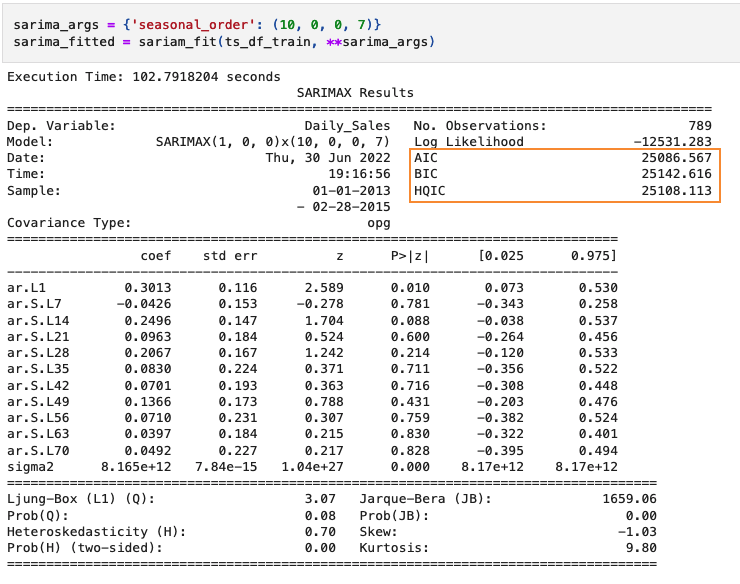 sarima_args = {'seasonal_order': (10, 0, 0, 7)}
sarima_fitted = sariam_fit(ts_df_train, **sarima_args)
Execution Time: 102.7918204 seconds
SARIMAX Results
==========================================================================================
Dep. Variable: Daily_Sales No. Observations: 789
Model: SARIMAX(1, 0, 0)x(10, 0, 0, 7) Log Likelihood -12531.283
Date: Thu, 30 Jun 2022 AIC 25086.567
Time: 19:16:56 BIC 25142.616
Sample: 01-01-2013 HQIC 25108.113
- 02-28-2015
Covariance Type: opg
==============================================================================
coef std err z P>|z| [0.025 0.975]
------------------------------------------------------------------------------
ar.L1 0.3013 0.116 2.589 0.010 0.073 0.530
ar.S.L7 -0.0426 0.153 -0.278 0.781 -0.343 0.258
ar.S.L14 0.2496 0.147 1.704 0.088 -0.038 0.537
ar.S.L21 0.0963 0.184 0.524 0.600 -0.264 0.456
ar.S.L28 0.2067 0.167 1.242 0.214 -0.120 0.533
ar.S.L35 0.0830 0.224 0.371 0.711 -0.356 0.522
ar.S.L42 0.0701 0.193 0.363 0.716 -0.308 0.448
ar.S.L49 0.1366 0.173 0.788 0.431 -0.203 0.476
ar.S.L56 0.0710 0.231 0.307 0.759 -0.382 0.524
ar.S.L63 0.0397 0.184 0.215 0.830 -0.322 0.401
ar.S.L70 0.0492 0.227 0.217 0.828 -0.395 0.494
sigma2 8.165e+12 7.84e-15 1.04e+27 0.000 8.17e+12 8.17e+12
===================================================================================
Ljung-Box (L1) (Q): 3.07 Jarque-Bera (JB): 1659.06
Prob(Q): 0.08 Prob(JB): 0.00
Heteroskedasticity (H): 0.70 Skew: -1.03
Prob(H) (two-sided): 0.00 Kurtosis: 9.80
===================================================================================